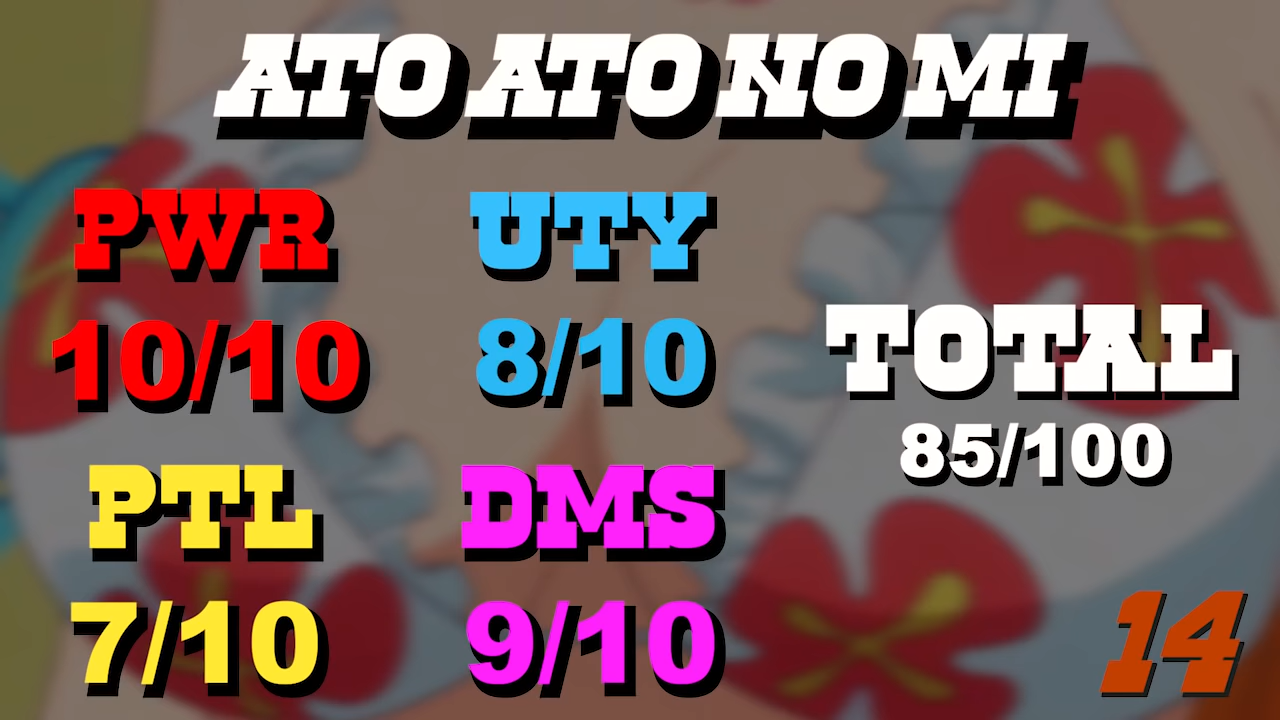 ATO ATO NO MI
PWR UTY
10/10 8/10
TOTAL
85/100
PTL DMS
7/10 9/10
14